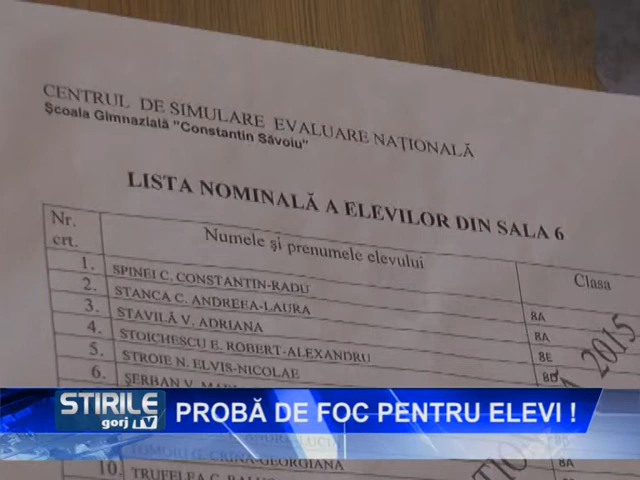 CENTRUL DE SIMULARE EVALUARE NAȚIONALĂ
Școala Gimnazială "Constantin Săvoiu"
LISTA NOMINALĂ A ELEVILOR DIN SALA 6
Nr. crt. Numele şi prenumele elevului Clasa
1. SPINEI C. CONSTANTIN-RADU 8A
2. STANCA C. ANDREEA-LAURA 8A
3. STAVILĂ V. ADRIANA 8E
4. STOICHESCU E. ROBERT-ALEXANDRU 8D
5. STROIE N. ELVIS-NICOLAE
6. ŞERBAN V.
2015
STIRILE
gorj TV
PROBĂ DE FOC PENTRU ELEVI !
TOMORI G. CRINA-GEORGIANA
10. TRUFELEA C.